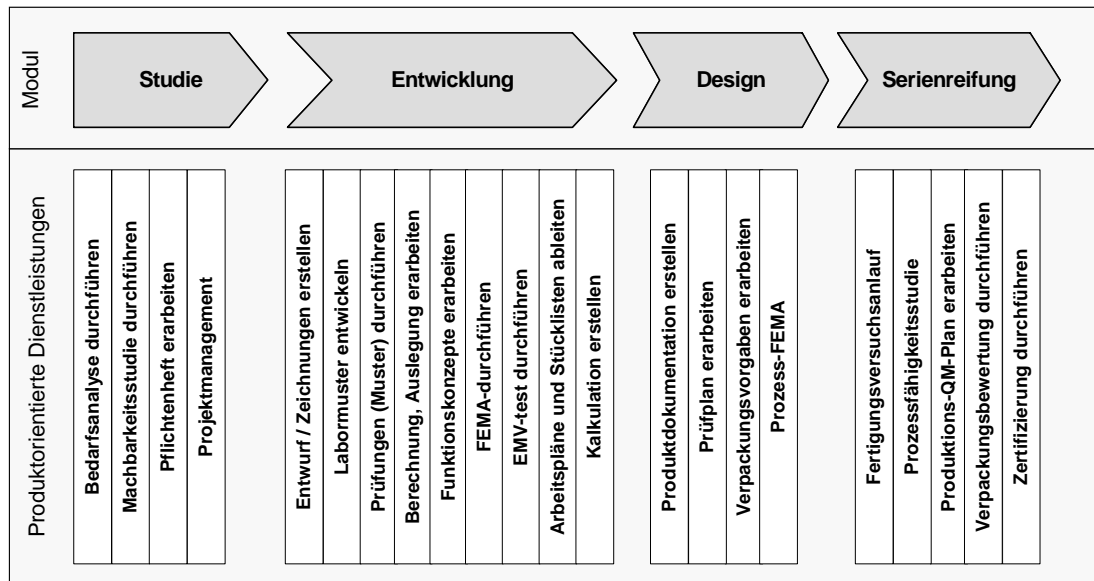 Modul
Studie
Entwicklung
Design
Serienreifung
Produktorientierte Dienstleistungen
Bedarfsanalyse durchführen
Machbarkeitsstudie durchführen
Pflichtenheft erarbeiten
Projektmanagement
Entwurf / Zeichnungen erstellen
Labormuster entwickeln
Prüfungen (Muster) durchführen
Berechnung, Auslegung erarbeiten
Funktionskonzepte erarbeiten
FEMA-durchführen
EMV-test durchführen
Arbeitspläne und Stücklisten ableiten
Kalkulation erstellen
Produktdokumentation erstellen
Prüfplan erarbeiten
Verpackungsvorgaben erarbeiten
Prozess-FEMA
Fertigungsversuchsanlauf
Prozessfähigkeitsstudie
Produktions-QM-Plan erarbeiten
Verpackungsbewertung durchführen
Zertifizierung durchführen